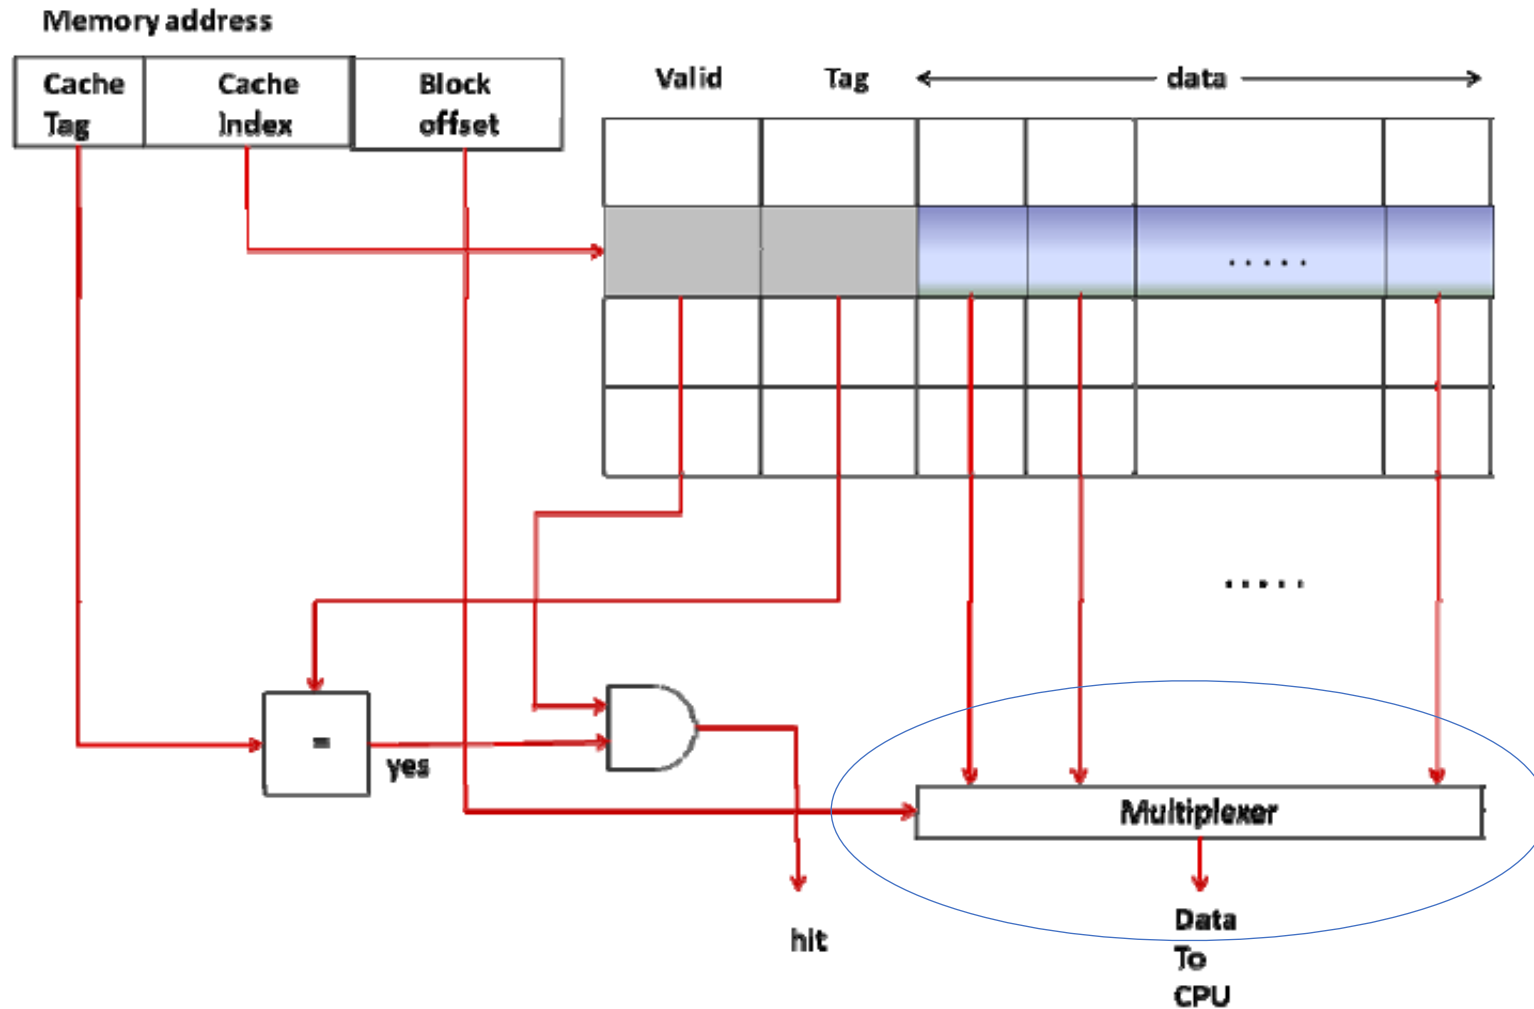 Memory address
Cache
Tag
Cache
Index
Block
offset
Valid
Tag
data
.....
.....
=
yes
Multiplexer
hit
Data
To
CPU